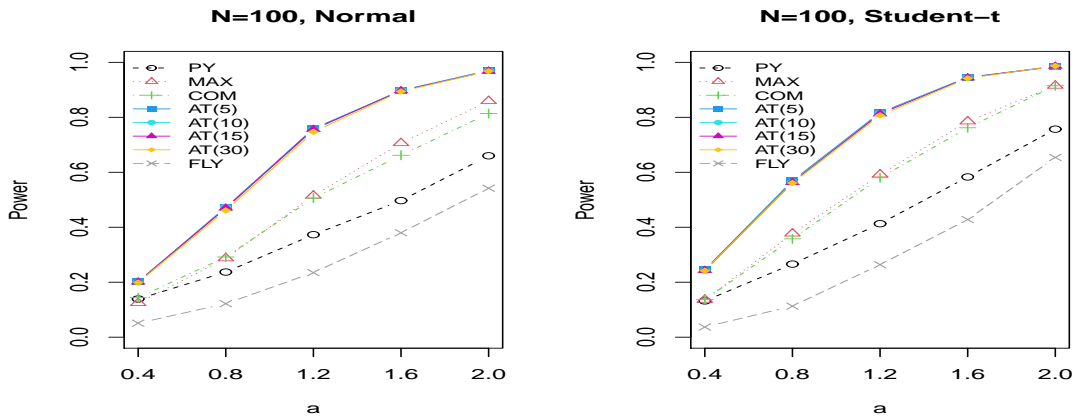 N=100, Normal
Power
1.0
0.8
0.6
0.4
0.2
0.0
PY
MAX
COM
AT(5)
AT(10)
AT(15)
AT(30)
FLY
0.4 0.8 1.2 1.6 2.0
a
N=100, Student−t
Power
1.0
0.8
0.6
0.4
0.2
0.0
PY
MAX
COM
AT(5)
AT(10)
AT(15)
AT(30)
FLY
0.4 0.8 1.2 1.6 2.0
a